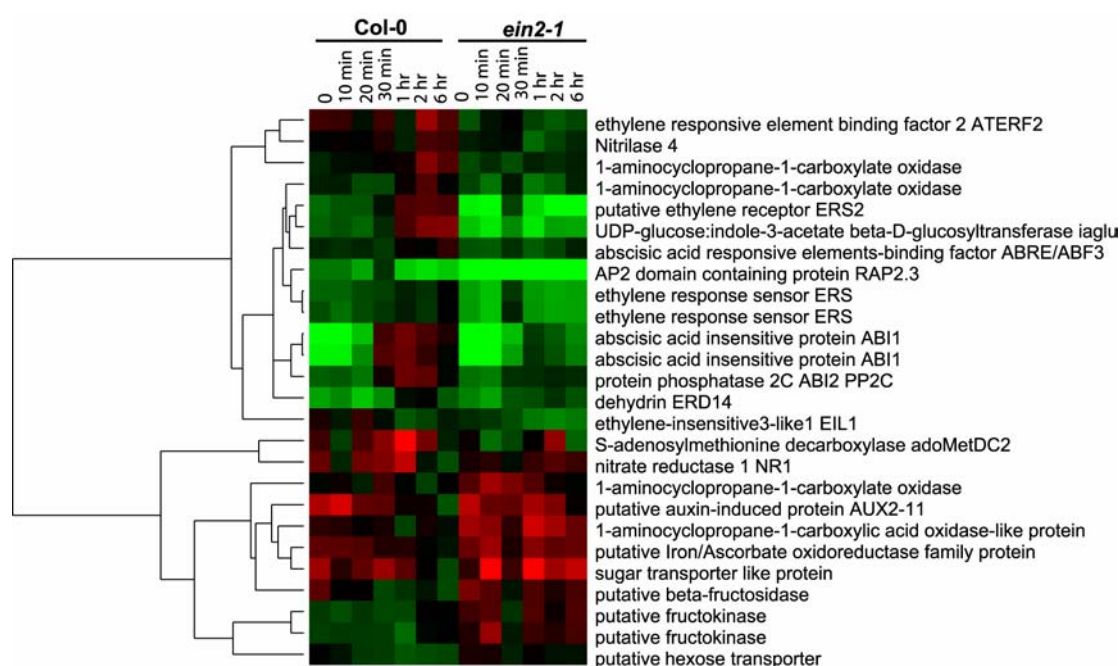 Col-0 ein2-1
0 10 min 20 min 30 min 1 hr 2 hr 6 hr 0 10 min 20 min 30 min 1 hr 2 hr 6 hr
ethylene responsive element binding factor 2 ATERF2
Nitrilase 4
1-aminocyclopropane-1-carboxylate oxidase
1-aminocyclopropane-1-carboxylate oxidase
putative ethylene receptor ERS2
UDP-glucose:indole-3-acetate beta-D-glucosyltransferase iaglu
abscisic acid responsive elements-binding factor ABRE/ABF3
AP2 domain containing protein RAP2.3
ethylene response sensor ERS
ethylene response sensor ERS
abscisic acid insensitive protein ABI1
abscisic acid insensitive protein ABI1
protein phosphatase 2C ABI2 PP2C
dehydrin ERD14
ethylene-insensitive3-like1 EIL1
S-adenosylmethionine decarboxylase adoMetDC2
nitrate reductase 1 NR1
1-aminocyclopropane-1-carboxylate oxidase
putative auxin-induced protein AUX2-11
1-aminocyclopropane-1-carboxylic acid oxidase-like protein
putative Iron/Ascorbate oxidoreductase family protein
sugar transporter like protein
putative beta-fructosidase
putative fructokinase
putative fructokinase
putative hexose transporter